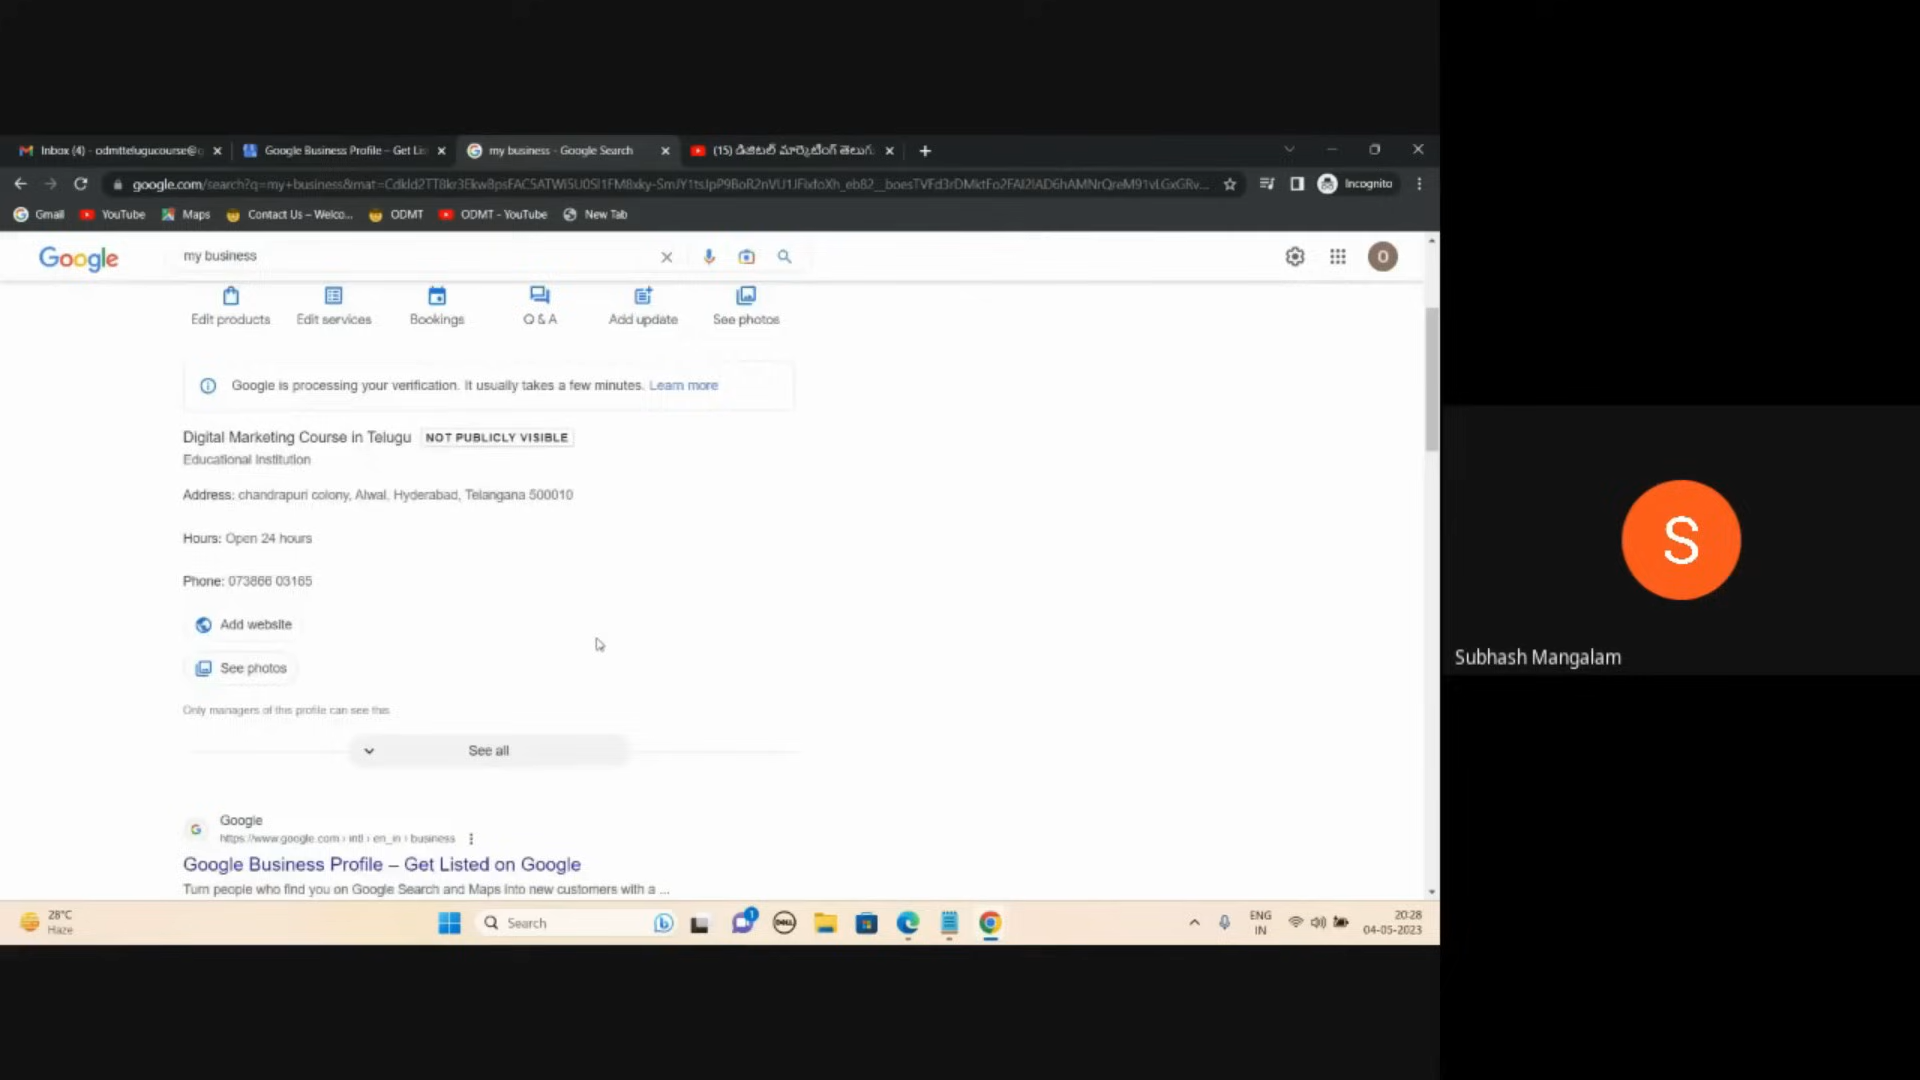 Inbox (4) - odmttelugucourse@g
Google Business Profile – Get Lis
my business - Google Search
(15) డిజిటల్ మార్కెటింగ్ తెలుగు
Incognito
Gmail
YouTube
Maps
Contact Us – Welco...
ODMT
ODMT - YouTube
New Tab
Google
my business
O
Edit products
Edit services
Bookings
Q & A
Add update
See photos
Google is processing your verification. It usually takes a few minutes. Learn more
Digital Marketing Course in Telugu NOT PUBLICLY VISIBLE
Educational Institution
Address: chandrapuri colony, Alwal, Hyderabad, Telangana 500010
Hours: Open 24 hours
Phone: 073866 03165
Add website
See photos
Only managers of this profile can see this
See all
Google
https://www.google.com › intl › en_in › business
Google Business Profile – Get Listed on Google
Turn people who find you on Google Search and Maps into new customers with a ...
28°C
Haze
Search
1
DELL
ENG
IN
20:28
04-05-2023
S
Subhash Mangalam